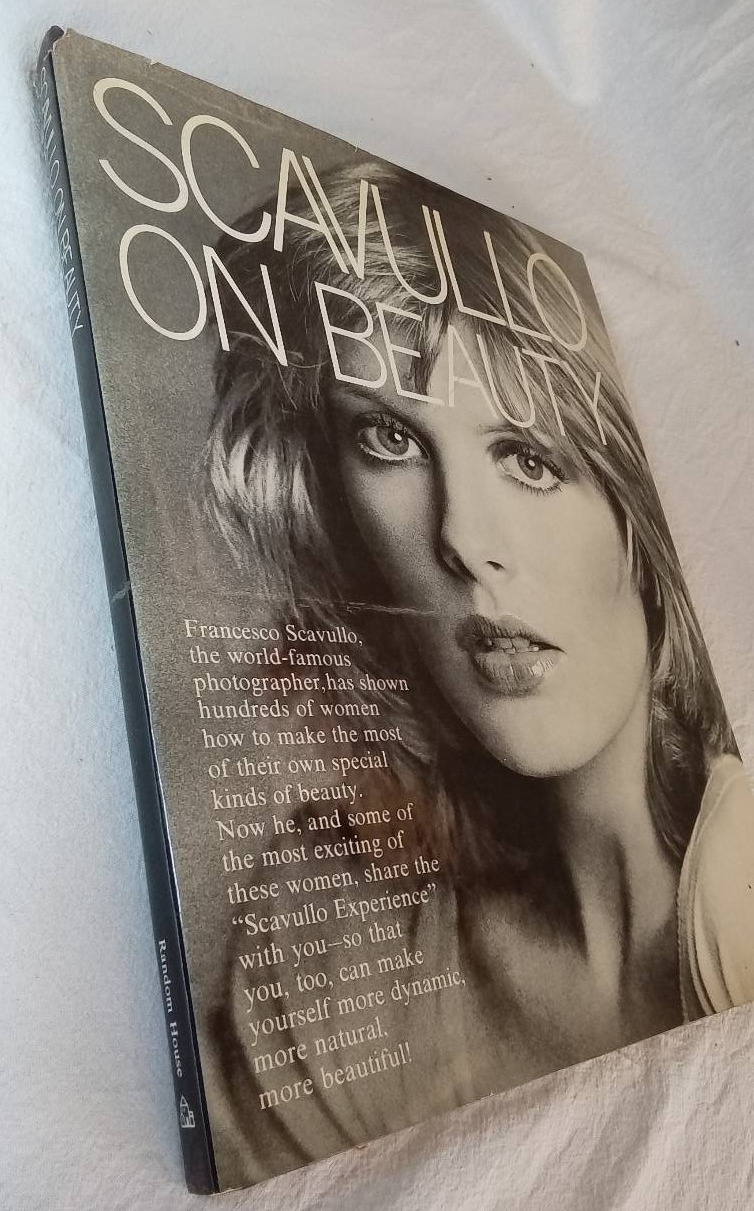 SCAVULLO
ON BEAUTY
Francesco Scavullo,
the world-famous
photographer, has shown
hundreds of women
how to make the most
of their own special
kinds of beauty.
Now he, and some of
the most exciting of
these women, share the
“Scavullo Experience”
with you—so that
you, too, can make
yourself more dynamic,
more natural,
more beautiful!
SCAVULLO ON BEAUTY
Random House